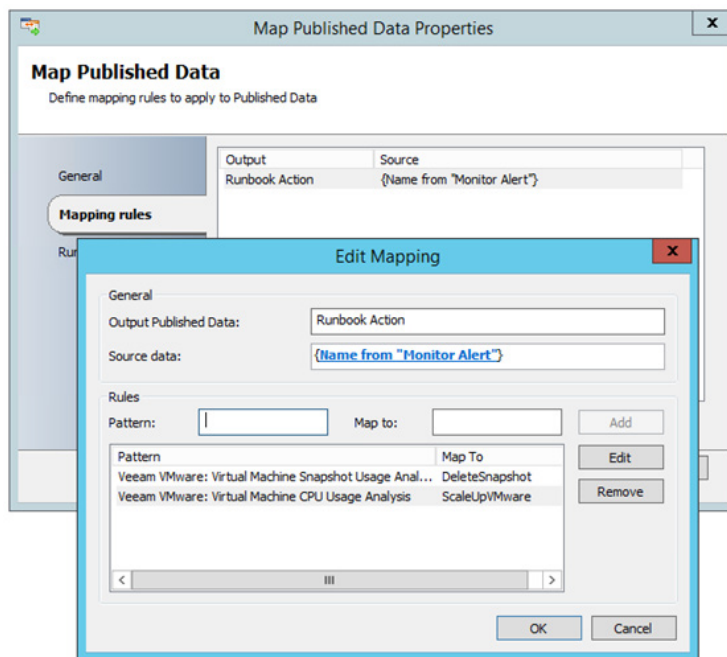 Map Published Data Properties
x
Map Published Data
Define mapping rules to apply to Published Data
General
Mapping rules
Output Source
Runbook Action {Name from "Monitor Alert"}
Edit Mapping
x
General
Output Published Data: Runbook Action
Source data: {Name from "Monitor Alert"}
Rules
Pattern: Map to: Add
Pattern Map To
Veeam VMware: Virtual Machine Snapshot Usage Anal... DeleteSnapshot
Veeam VMware: Virtual Machine CPU Usage Analysis ScaleUpVMware
Edit
Remove
OK Cancel